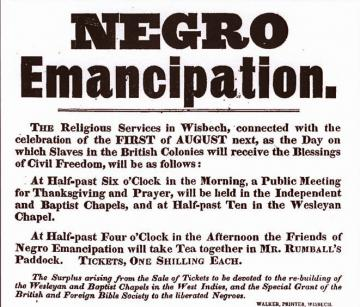 NEGRO
Emancipation.
THE Religious Services in Wisbech, connected with the
celebration of the FIRST of AUGUST next, as the Day on
which Slaves in the British Colonies will receive the Blessings
of Civil Freedom, will be as follows:
At Half-past Six o'Clock in the Morning, a Public Meeting
for Thanksgiving and Prayer, will be held in the Independent
and Baptist Chapels, and at Half-past Ten in the Wesleyan
Chapel.
At Half-past Four o'Clock in the Afternoon the Friends of
Negro Emancipation will take Tea together in MR. RUMBALL'S
Paddock. TICKETS, ONE SHILLING EACH.
The Surplus arising from the Sale of Tickets to be devoted to the re-building of
the Wesleyan and Baptist Chapels in the West Indies, and the Special Grant of the
British and Foreign Bible Society to the liberated Negroes.
WALKER, PRINTER, WISBECH.